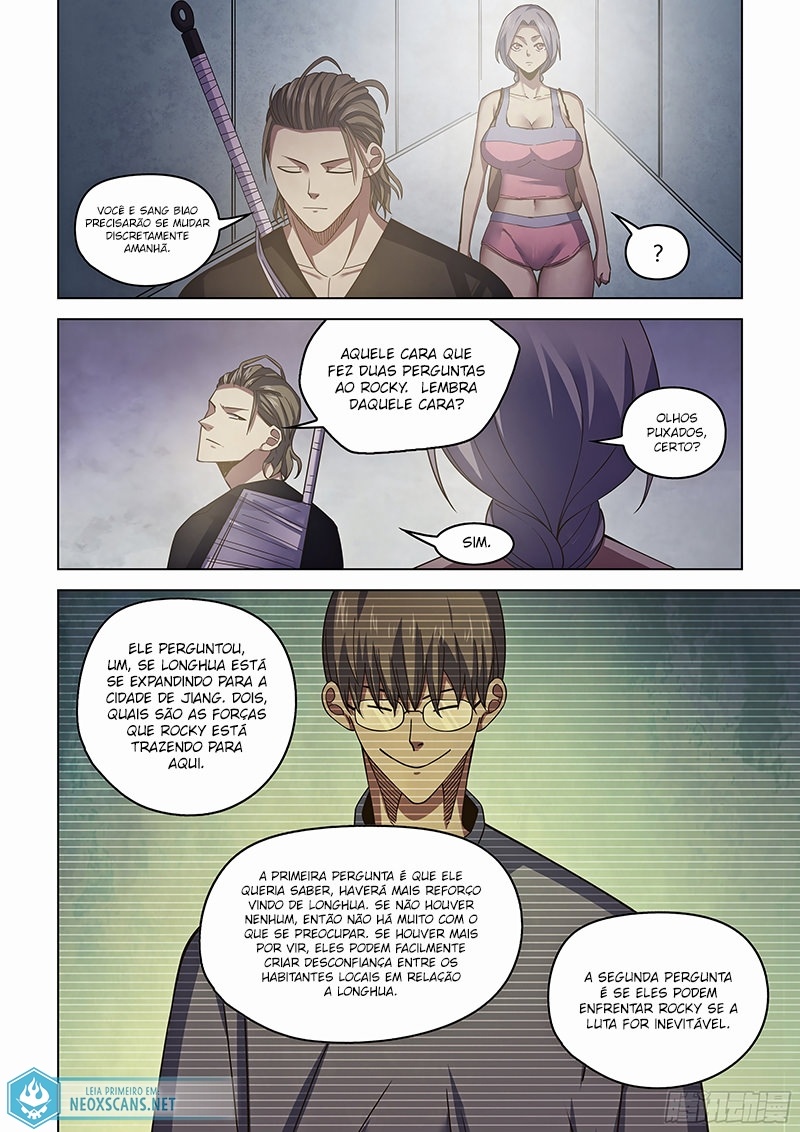 VOCÊ E SANG BIAO
PRECISARÃO SE MUDAR
DISCRETAMENTE
AMANHÃ.
?
AQUELE CARA QUE
FEZ DUAS PERGUNTAS
AO ROCKY. LEMBRA
DAQUELE CARA?
OLHOS
PUXADOS,
CERTO?
SIM.
ELE PERGUNTOU,
UM, SE LONGHUA ESTÁ
SE EXPANDINDO PARA A
CIDADE DE JIANG. DOIS,
QUAIS SÃO AS FORÇAS
QUE ROCKY ESTÁ
TRAZENDO PARA
AQUI.
A PRIMEIRA PERGUNTA É QUE ELE
QUERIA SABER, HAVERÁ MAIS REFORÇO
VINDO DE LONGHUA. SE NÃO HOUVER
NENHUM, ENTÃO NÃO HÁ MUITO COM O
QUE SE PREOCUPAR. SE HOUVER MAIS
POR VIR, ELES PODEM FACILMENTE
CRIAR DESCONFIANÇA ENTRE OS
HABITANTES LOCAIS EM RELAÇÃO
A LONGHUA.
A SEGUNDA PERGUNTA
É SE ELES PODEM
ENFRENTAR ROCKY SE A
LUTA FOR INEVITÁVEL.
LEIA PRIMEIRO EM:
NEOXSCANS.NET
腾讯动漫